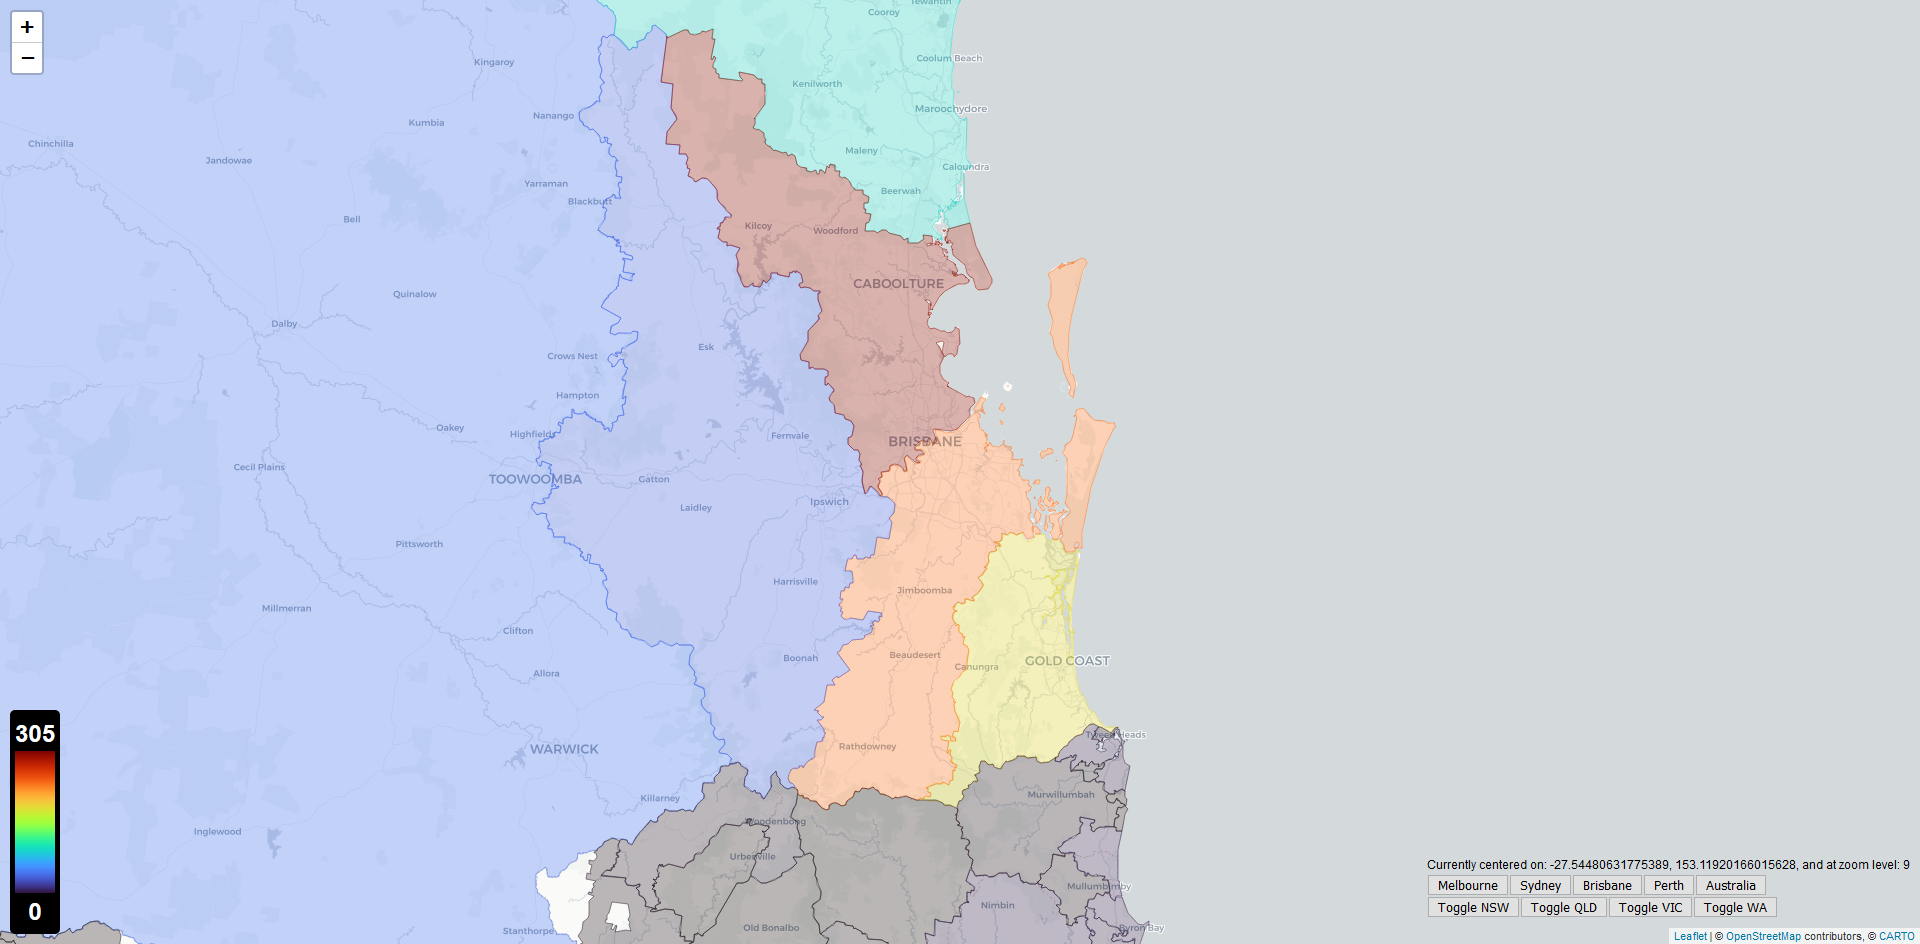 +
−
Tewantin
Cooroy
Coolum Beach
Kingaroy
Kenilworth
Maroochydore
Nanango
Kumbia
Chinchilla
Maleny
Jandowae
Caloundra
Yarraman
Beerwah
Blackbutt
Bell
Kilcoy
Woodford
CABOOLTURE
Quinalow
Dalby
Esk
Crows Nest
Hampton
Oakey
Highfields
Fernvale
BRISBANE
Cecil Plains
TOOWOOMBA
Gatton
Laidley
Ipswich
Pittsworth
Harrisville
Jimboomba
Millmerran
Clifton
Boonah
Beaudesert
Canungra
GOLD COAST
Allora
305
WARWICK
Rathdowney
Tweed Heads
Killarney
Murwillumbah
Woodenbong
Inglewood
Urbenville
Currently centered on: -27.54480631775389, 153.11920166015628, and at zoom level: 9
Melbourne Sydney Brisbane Perth Australia
Mullumbimby
Nimbin
Toggle NSW Toggle QLD Toggle VIC Toggle WA
0
Stanthorpe
Old Bonalbo
Byron Bay
Leaflet | © OpenStreetMap contributors, © CARTO